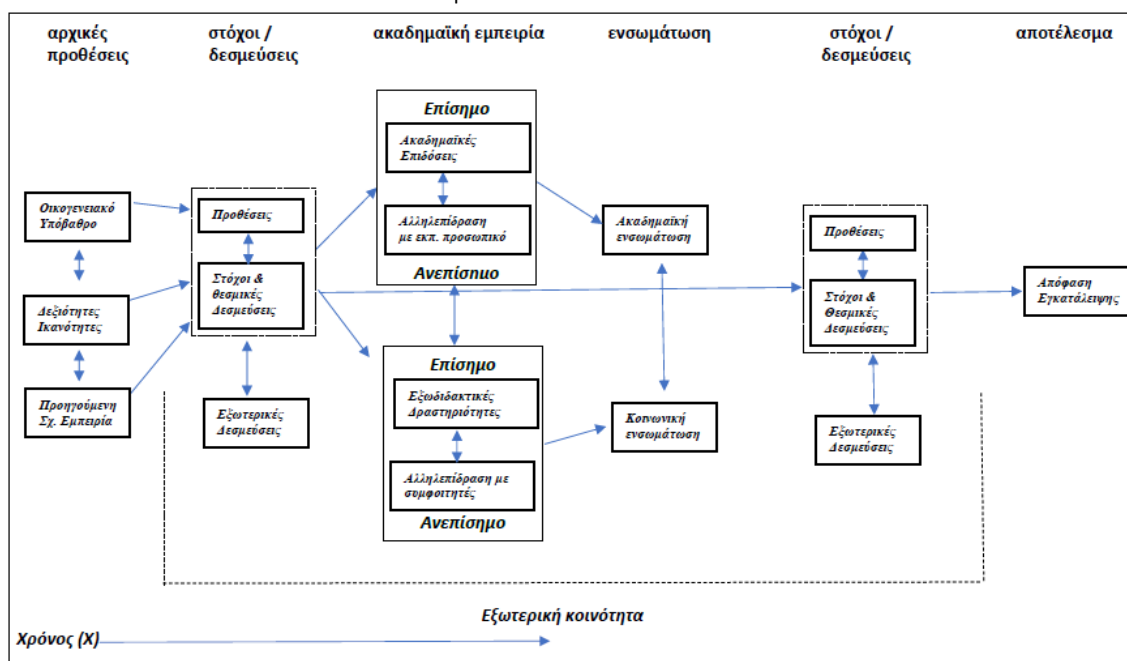 αρχικές
προθέσεις
στόχοι /
δεσμεύσεις
ακαδημαϊκή εμπειρία
ενσωμάτωση
στόχοι /
δεσμεύσεις
αποτέλεσμα
Οικογενειακό
Υπόβαθρο
Δεξιότητες
Ικανότητες
Προηγούμενη
Σχ. Εμπειρία
Προθέσεις
Στόχοι &
θεσμικές
Δεσμεύσεις
Εξωτερικές
Δεσμεύσεις
Επίσημο
Ακαδημαϊκές
Επιδόσεις
Αλληλεπίδραση
με εκπ. προσωπικό
Ανεπίσημο
Επίσημο
Εξωδιδακτικές
Δραστηριότητες
Αλληλεπίδραση με
συμφοιτητές
Ανεπίσημο
Ακαδημαϊκή
ενσωμάτωση
Κοινωνική
ενσωμάτωση
Προθέσεις
Στόχοι &
Θεσμικές
Δεσμεύσεις
Εξωτερικές
Δεσμεύσεις
Απόφαση
Εγκατάλειψης
Εξωτερική κοινότητα
Χρόνος (Χ)